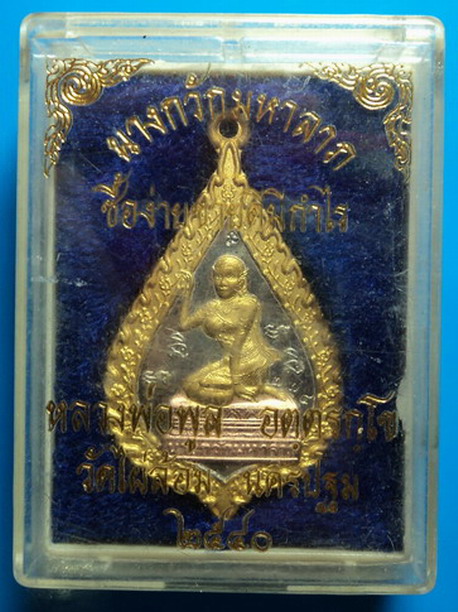 นางกวักมหาลาภ
ซื้อง่ายขายดีมีกำไร
หลวงพ่อพูล อตฺตรกฺโข
วัดไผ่ล้อม นครปฐม
๒๕๔๐